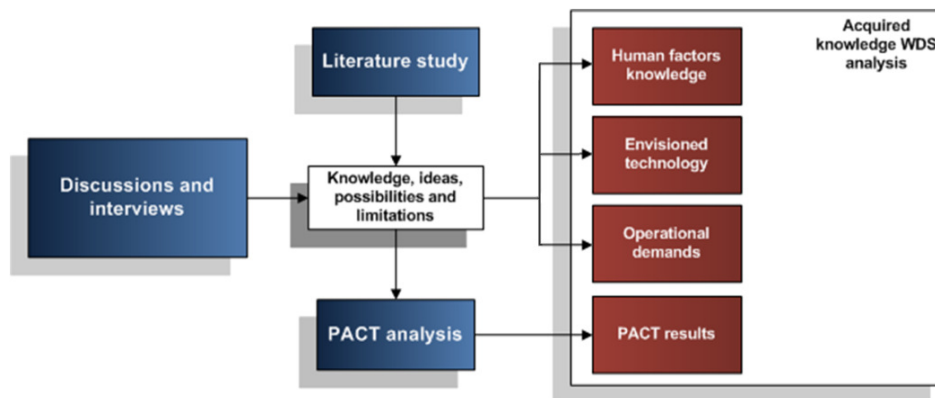 Literature study
Discussions and
interviews
Knowledge, ideas,
possibilities and
limitations
PACT analysis
Acquired
knowledge WDS
analysis
Human factors
knowledge
Envisioned
technology
Operational
demands
PACT results